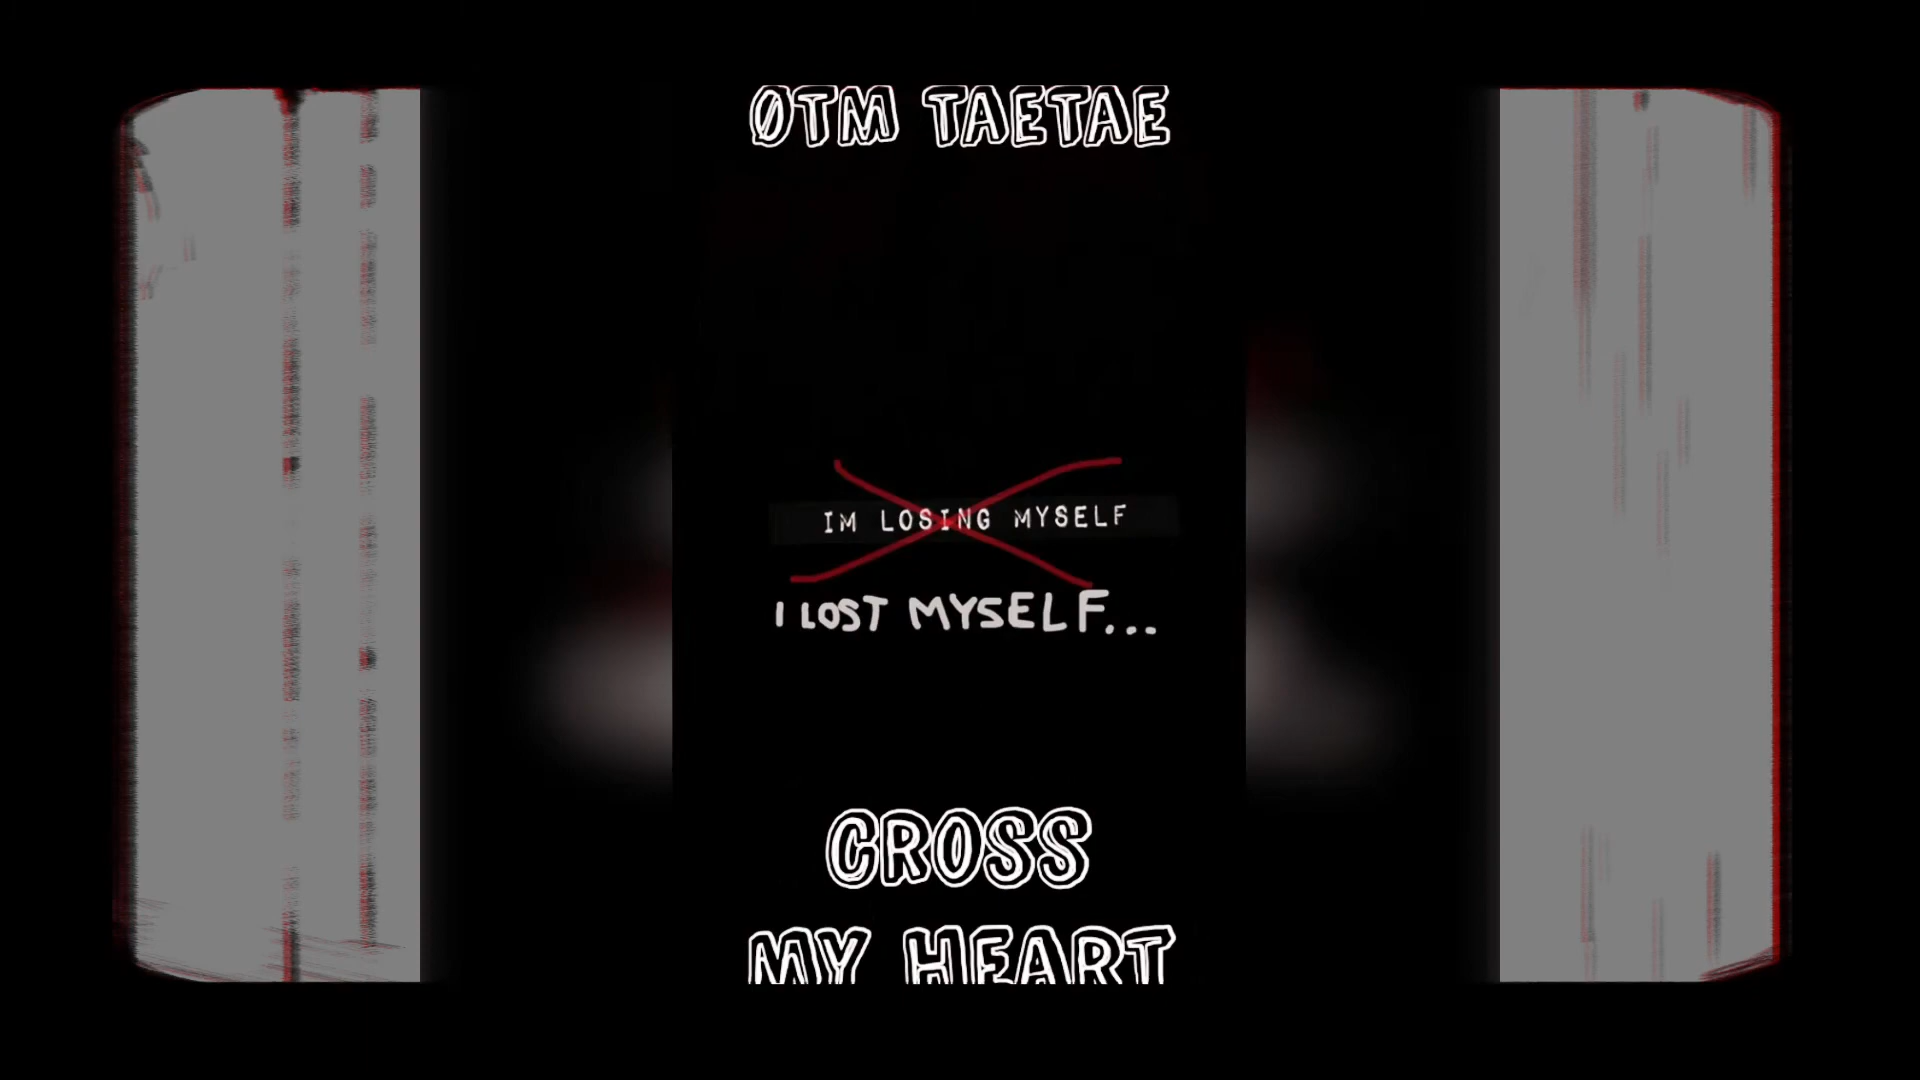 ØTM TAETAE
IM LOSING MYSELF
I LOST MYSELF...
CROSS
MY HEART